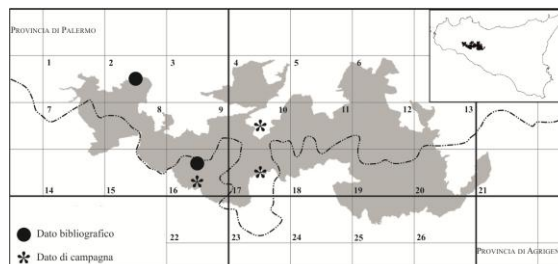 PROVINCIA DI PALERMO
1 2 3 4 5 6
7 8 9 10 11 12 13
14 15 16 17 18 19 20 21
22 23 24 25 26
Dato bibliografico
Dato di campagna
PROVINCIA DI AGRIGEN